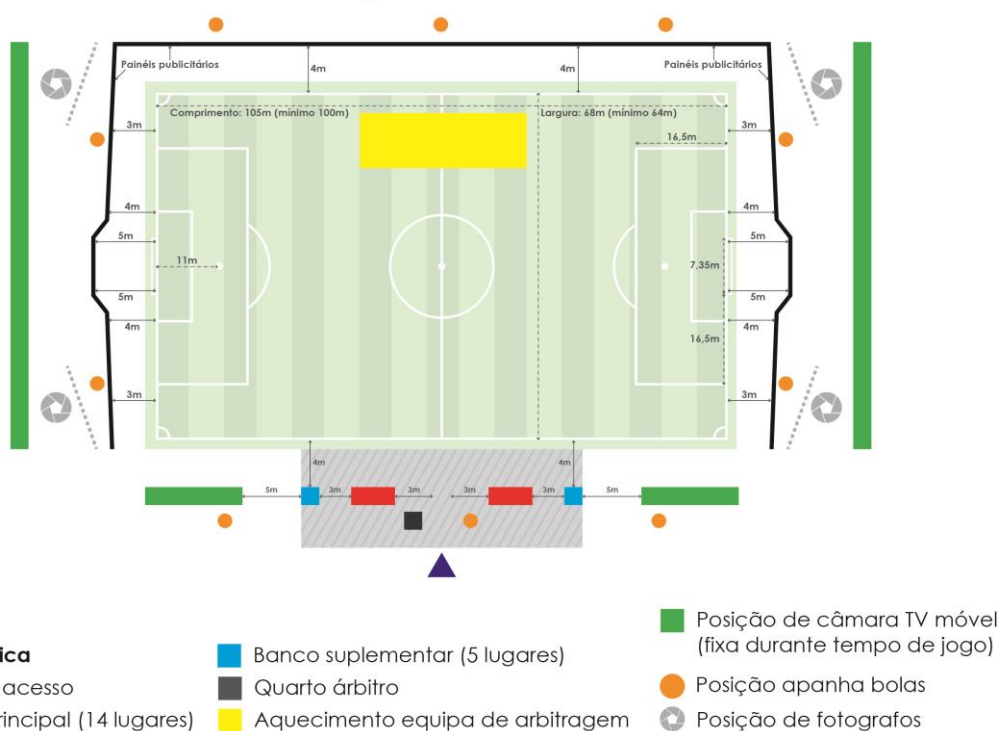 Painéis publicitários
4m
4m
Painéis publicitários
Comprimento: 105m (mínimo 100m)
Largura: 68m (mínimo 64m)
3m
16,5m
3m
4m
4m
5m
5m
11m
7,35m
5m
5m
4m
4m
16,5m
3m
3m
4m
4m
5m
3m
3m
3m
3m
5m
ica
acesso
rincipal (14 lugares)
Banco suplementar (5 lugares)
Quarto árbitro
Aquecimento equipa de arbitragem
Posição de câmara TV móvel
(fixa durante tempo de jogo)
Posição apanha bolas
Posição de fotografos